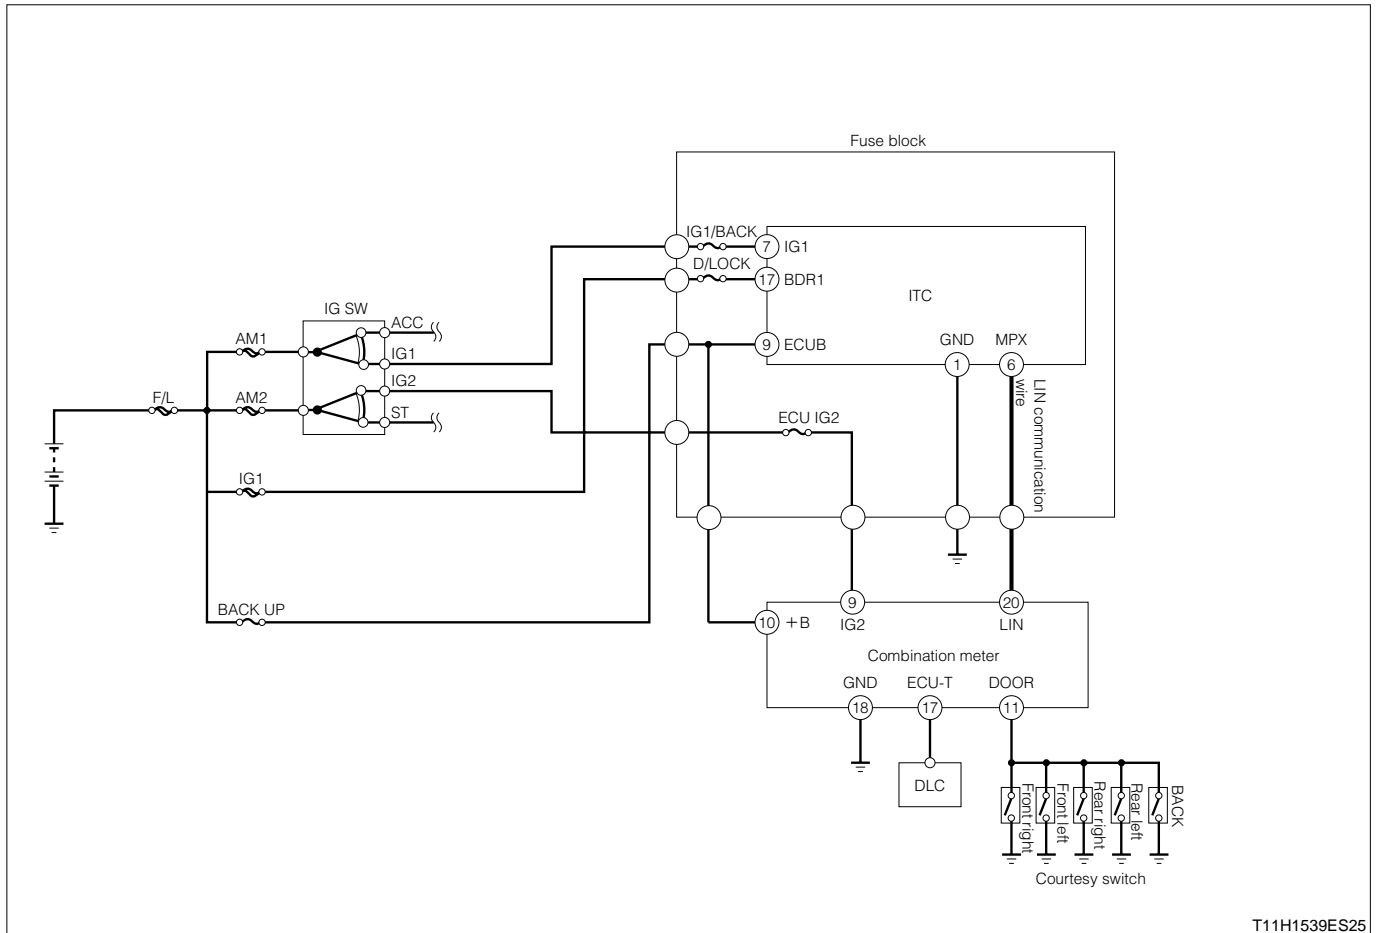 Fuse block
IG1/BACK
7 IG1
D/LOCK
17 BDR1
ITC
IG SW
ACC
AM1
IG1
GND
MPX
9 ECUB
1
6
LIN communication
wire
IG2
F/L
AM2
ST
ECU IG2
IG1
BACK UP
10 +B
9
IG2
20
LIN
Combination meter
GND
ECU-T
DOOR
18
17
11
DLC
Front right
Front left
Rear right
Rear left
BACK
Courtesy switch
T11H1539ES25